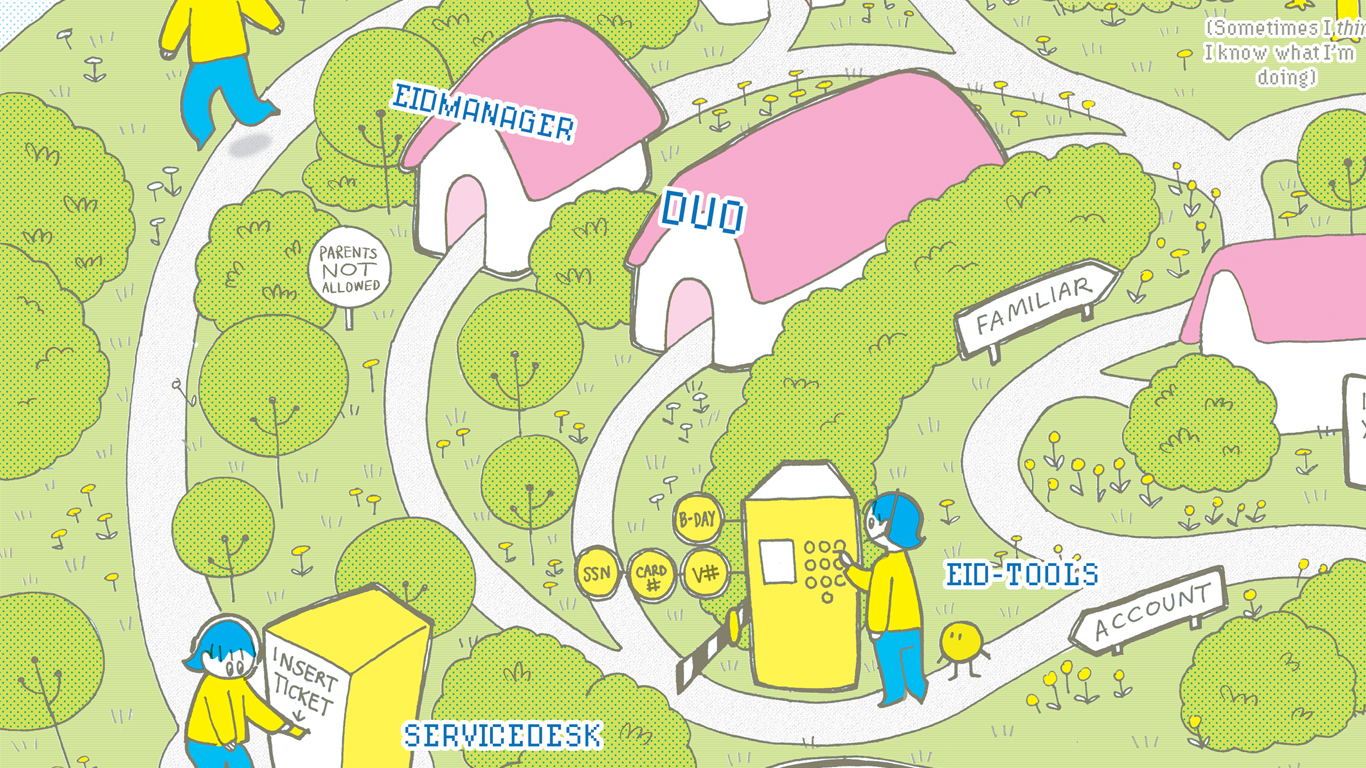 (Sometimes I
I know what I'm
doing)
EIDMANAGER
DUO
PARENTS
NOT
ALLOWED
FAMILIAR
B-DAY
SSN
CARD
#
V#
EID-TOOLS
ACCOUNT
INSERT
TICKET
SERVICEDESK